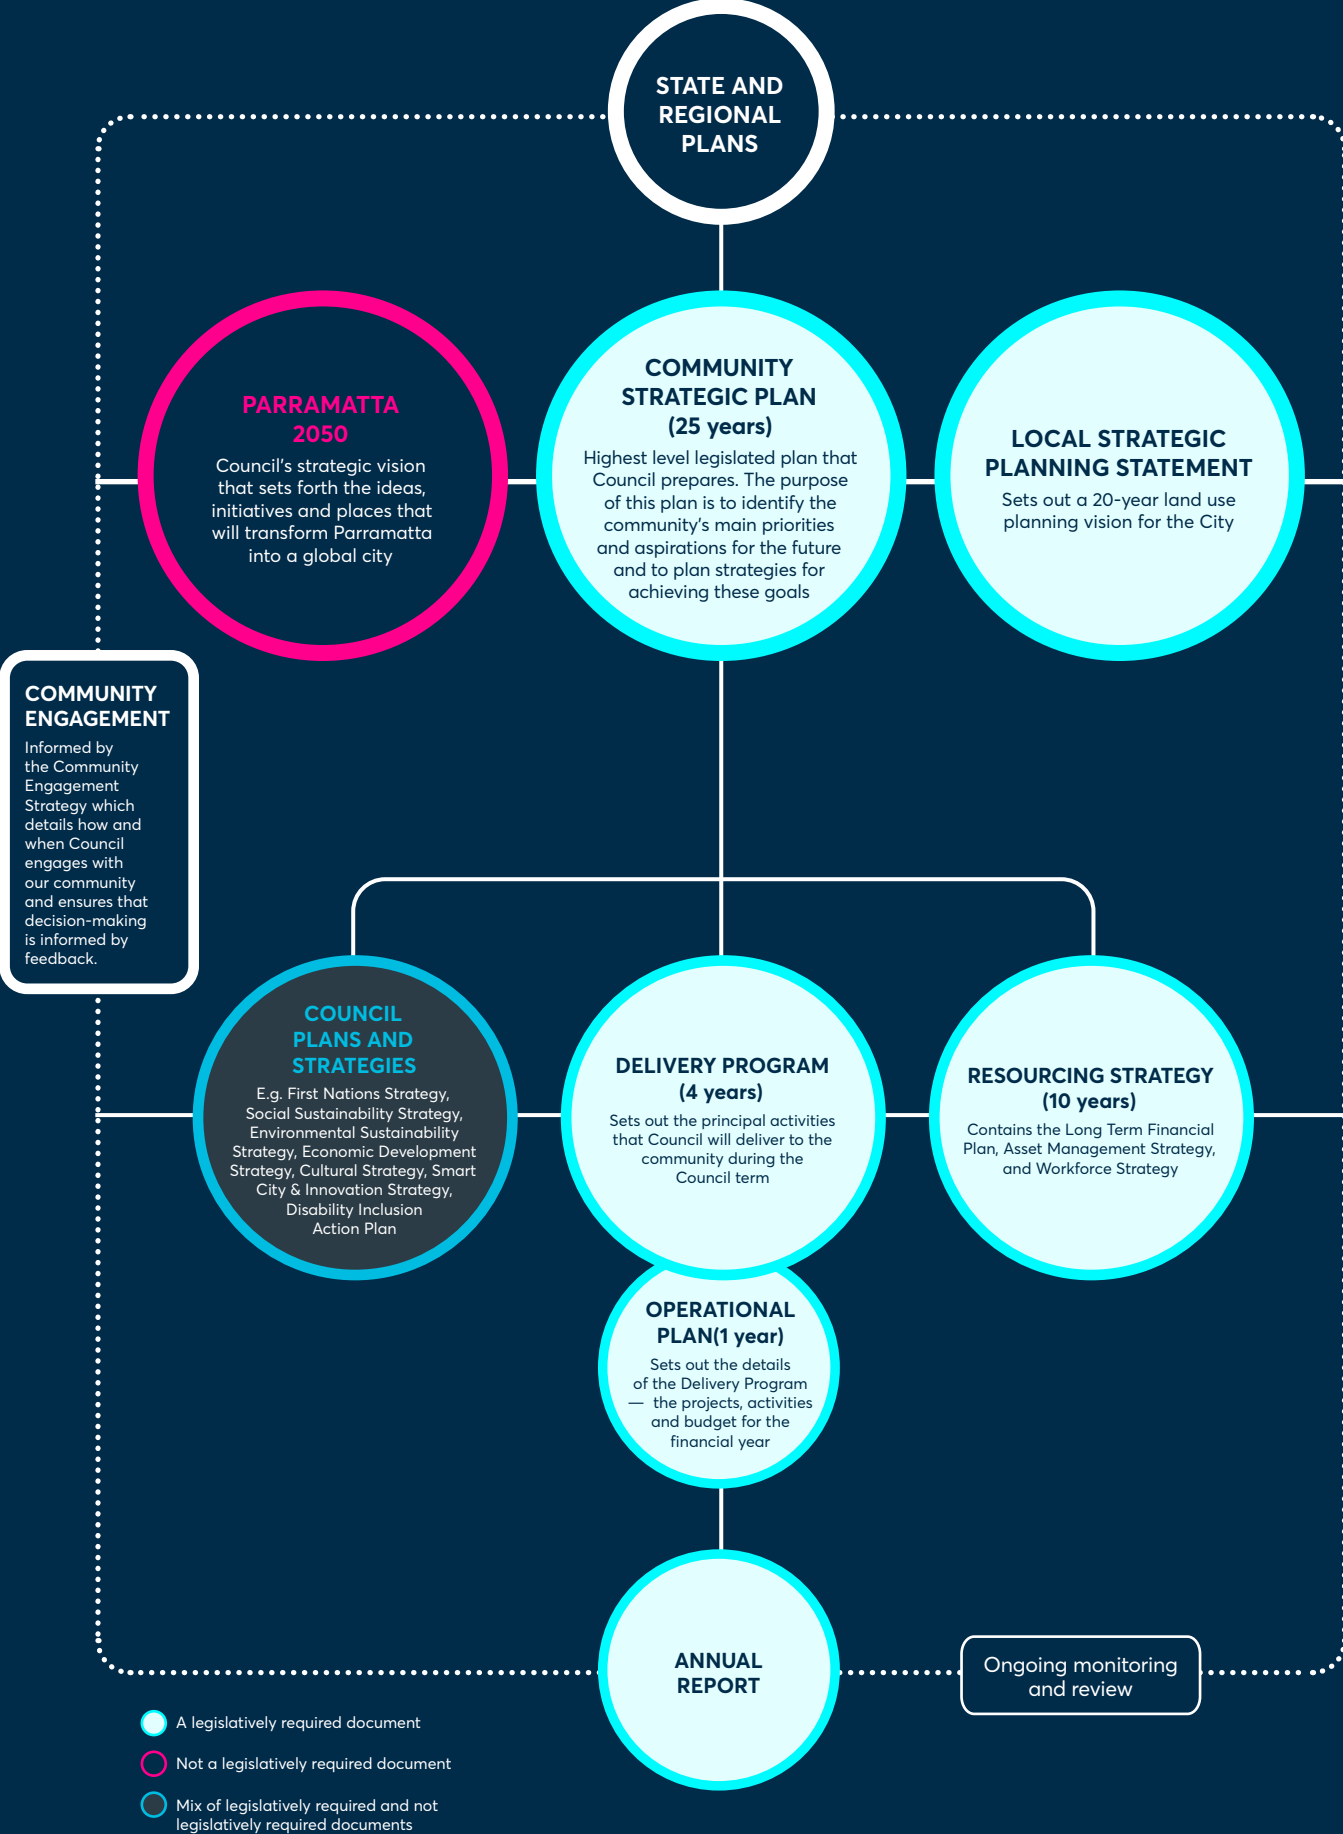 STATE AND
REGIONAL
PLANS
PARRAMATTA
2050
Council's strategic vision
that sets forth the ideas,
initiatives and places that
will transform Parramatta
into a global city
COMMUNITY
STRATEGIC PLAN
(25 years)
Highest level legislated plan that
Council prepares. The purpose
of this plan is to identify the
community's main priorities
and aspirations for the future
and to plan strategies for
achieving these goals
LOCAL STRATEGIC
PLANNING STATEMENT
Sets out a 20-year land use
planning vision for the City
COMMUNITY
ENGAGEMENT
Informed by
the Community
Engagement
Strategy which
details how and
when Council
engages with
our community
and ensures that
decision-making
is informed by
feedback.
COUNCIL
PLANS AND
STRATEGIES
E.g. First Nations Strategy,
Social Sustainability Strategy,
Environmental Sustainability
Strategy, Economic Development
Strategy, Cultural Strategy, Smart
City & Innovation Strategy,
Disability Inclusion
Action Plan
DELIVERY PROGRAM
(4 years)
Sets out the principal activities
that Council will deliver to the
community during the
Council term
RESOURCING STRATEGY
(10 years)
Contains the Long Term Financial
Plan, Asset Management Strategy,
and Workforce Strategy
OPERATIONAL
PLAN(1 year)
Sets out the details
of the Delivery Program
— the projects, activities
and budget for the
financial year
ANNUAL
REPORT
Ongoing monitoring
and review
A legislatively required document
Not a legislatively required document
Mix of legislatively required and not
legislatively required documents